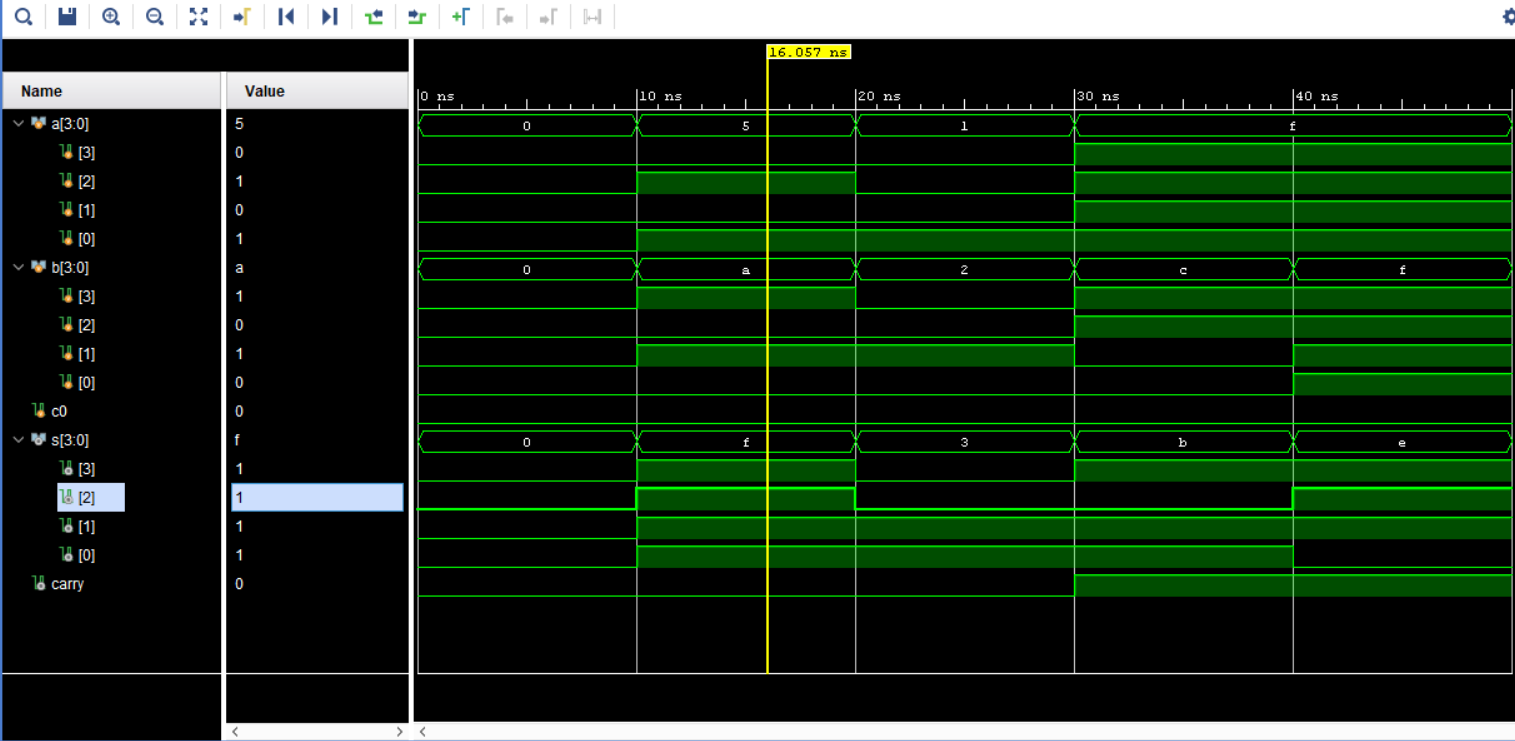 16.057 ns
Name Value
0 ns 10 ns 20 ns 30 ns 40 ns
a[3:0] 5 0 5 1 f
[3] 0
[2] 1
[1] 0
[0] 1
b[3:0] a 0 a 2 c f
[3] 1
[2] 0
[1] 1
[0] 0
c0 0
s[3:0] f 0 f 3 b e
[3] 1
[2] 1
[1] 1
[0] 1
carry 0